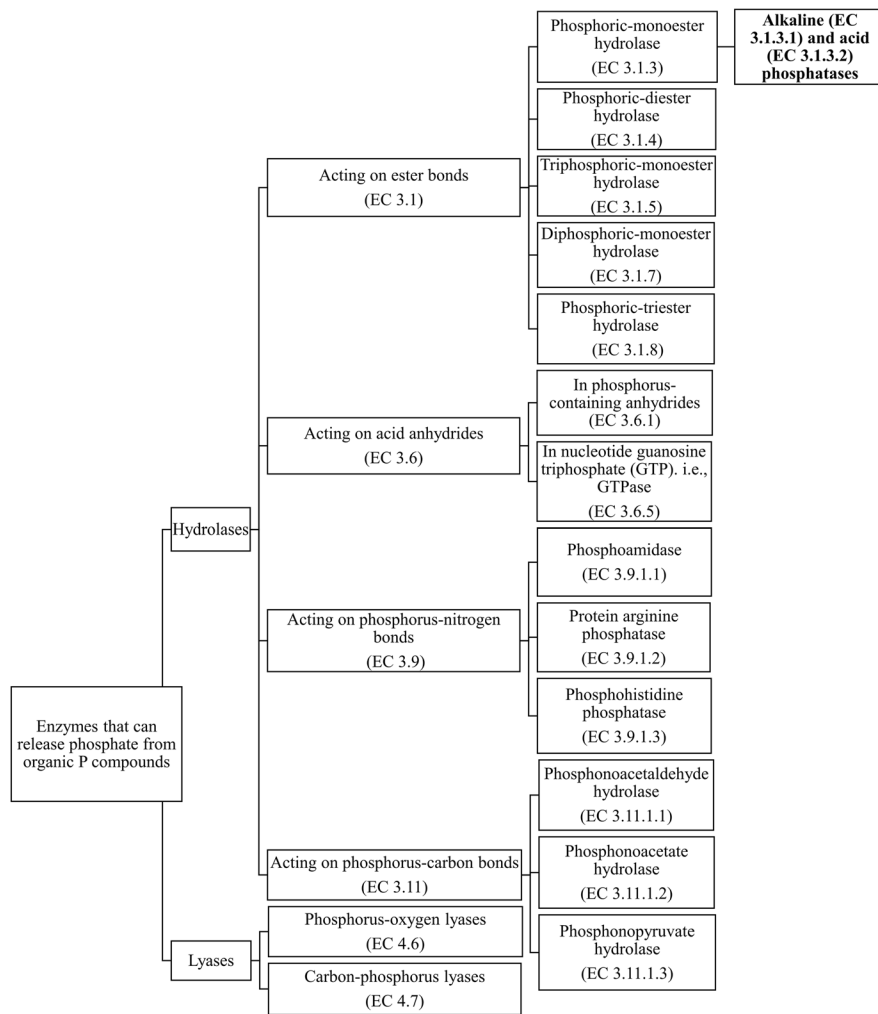 Phosphoric-monoester
hydrolase
(EC 3.1.3)
Alkaline (EC
3.1.3.1) and acid
(EC 3.1.3.2)
phosphatases
Phosphoric-diester
hydrolase
(EC 3.1.4)
Acting on ester bonds
(EC 3.1)
Triphosphoric-monoester
hydrolase
(EC 3.1.5)
Diphosphoric-monoester
hydrolase
(EC 3.1.7)
Phosphoric-triester
hydrolase
(EC 3.1.8)
Acting on acid anhydrides
(EC 3.6)
In phosphorus-
containing anhydrides
(EC 3.6.1)
In nucleotide guanosine
triphosphate (GTP). i.e.,
GTPase
(EC 3.6.5)
Hydrolases
Phosphoamidase
(EC 3.9.1.1)
Acting on phosphorus-nitrogen
bonds
(EC 3.9)
Protein arginine
phosphatase
(EC 3.9.1.2)
Phosphohistidine
phosphatase
(EC 3.9.1.3)
Enzymes that can
release phosphate from
organic P compounds
Phosphonoacetaldehyde
hydrolase
(EC 3.11.1.1)
Acting on phosphorus-carbon bonds
(EC 3.11)
Phosphonoacetate
hydrolase
(EC 3.11.1.2)
Phosphonopyruvate
hydrolase
(EC 3.11.1.3)
Phosphorus-oxygen lyases
(EC 4.6)
Lyases
Carbon-phosphorus lyases
(EC 4.7)